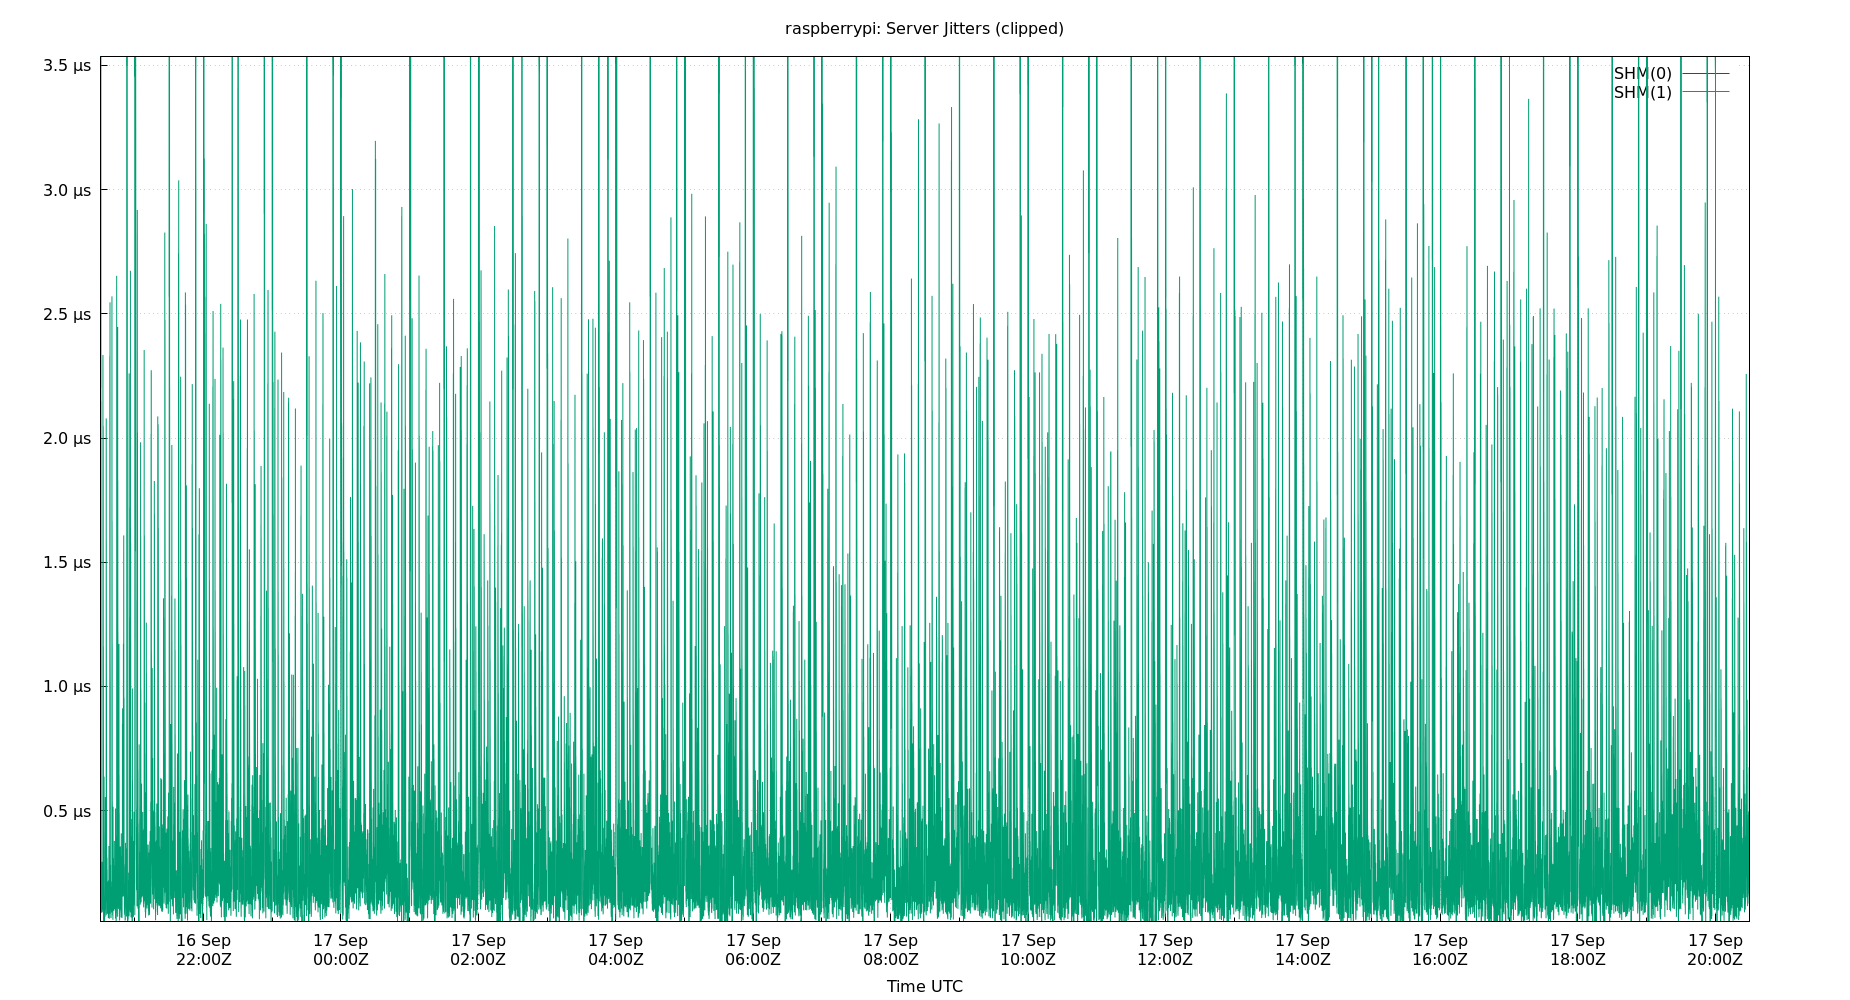 raspberrypi: Server Jitters (clipped)
3.5 µs
3.0 µs
2.5 µs
2.0 µs
1.5 µs
1.0 µs
0.5 µs
SHM(0)
SHM(1)
16 Sep 17 Sep 17 Sep 17 Sep 17 Sep 17 Sep 17 Sep 17 Sep 17 Sep 17 Sep 17 Sep 17 Sep
22:00Z 00:00Z 02:00Z 04:00Z 06:00Z 08:00Z 10:00Z 12:00Z 14:00Z 16:00Z 18:00Z 20:00Z
Time UTC